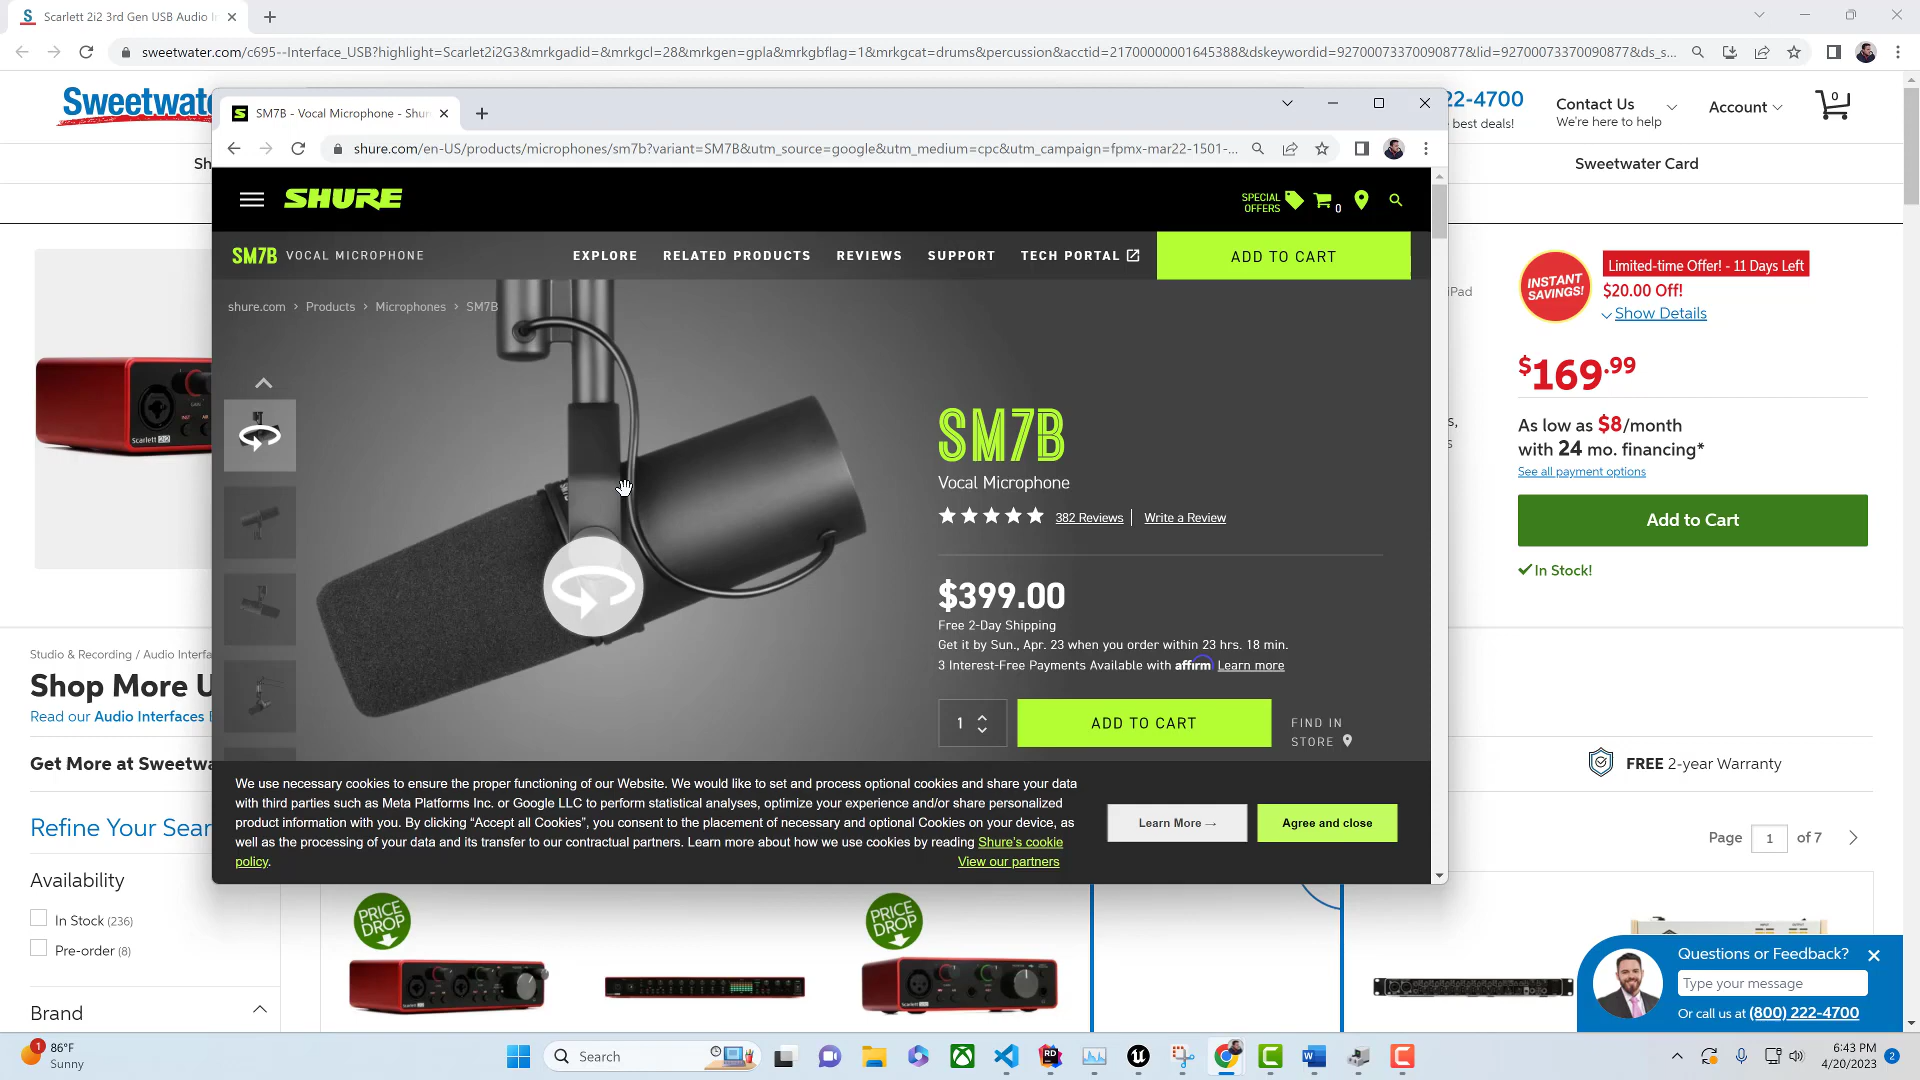 Scarlett 2i2 3rd Gen USB Audio In
sweetwater.com/c695--Interface_USB?highlight=Scarlet2i2G3&mrkgadid=&mrkgcl=28&mrkgen=gpla&mrkgbflag=1&mrkgcat=drums&percussion&acctid=21700000001645388&dskeywordid=92700073370090877&lid=92700073370090877&ds_s...
Sweetwat
22-4700
best deals!
Contact Us
We're here to help
Account
0
Sh
Sweetwater Card
SM7B - Vocal Microphone - Shur
shure.com/en-US/products/microphones/sm7b?variant=SM7B&utm_source=google&utm_medium=cpc&utm_campaign=fpmx-mar22-1501-...
SHURE
SPECIAL
OFFERS
0
SM7B VOCAL MICROPHONE
EXPLORE
RELATED PRODUCTS
REVIEWS
SUPPORT
TECH PORTAL
ADD TO CART
shure.com > Products > Microphones > SM7B
SM7B
Vocal Microphone
382 Reviews
Write a Review
$399.00
Free 2-Day Shipping
Get it by Sun., Apr. 23 when you order within 23 hrs. 18 min.
3 Interest-Free Payments Available with affirm Learn more
1
ADD TO CART
FIND IN
STORE
We use necessary cookies to ensure the proper functioning of our Website. We would like to set and process optional cookies and share your data
with third parties such as Meta Platforms Inc. or Google LLC to perform statistical analyses, optimize your experience and/or share personalized
product information with you. By clicking “Accept all Cookies”, you consent to the placement of necessary and optional Cookies on your device, as
well as the processing of your data and its transfer to our contractual partners. Learn more about how we use cookies by reading Shure's cookie
policy.
View our partners
Learn More →
Agree and close
iPad
INSTANT
SAVINGS!
Limited-time Offer! - 11 Days Left
$20.00 Off!
Show Details
$169.99
As low as $8/month
with 24 mo. financing*
See all payment options
Add to Cart
In Stock!
s,
s
Scarlett 2i2
Studio & Recording / Audio Interfa
Shop More U
Read our Audio Interfaces B
Get More at Sweetwa
FREE 2-year Warranty
Refine Your Sear
Page 1 of 7
Availability
In Stock (236)
Pre-order (8)
Brand
PRICE
DROP
PRICE
DROP
Questions or Feedback?
Type your message
Or call us at (800) 222-4700
1
86°F
Sunny
Search
RD
6:43 PM
4/20/2023
2